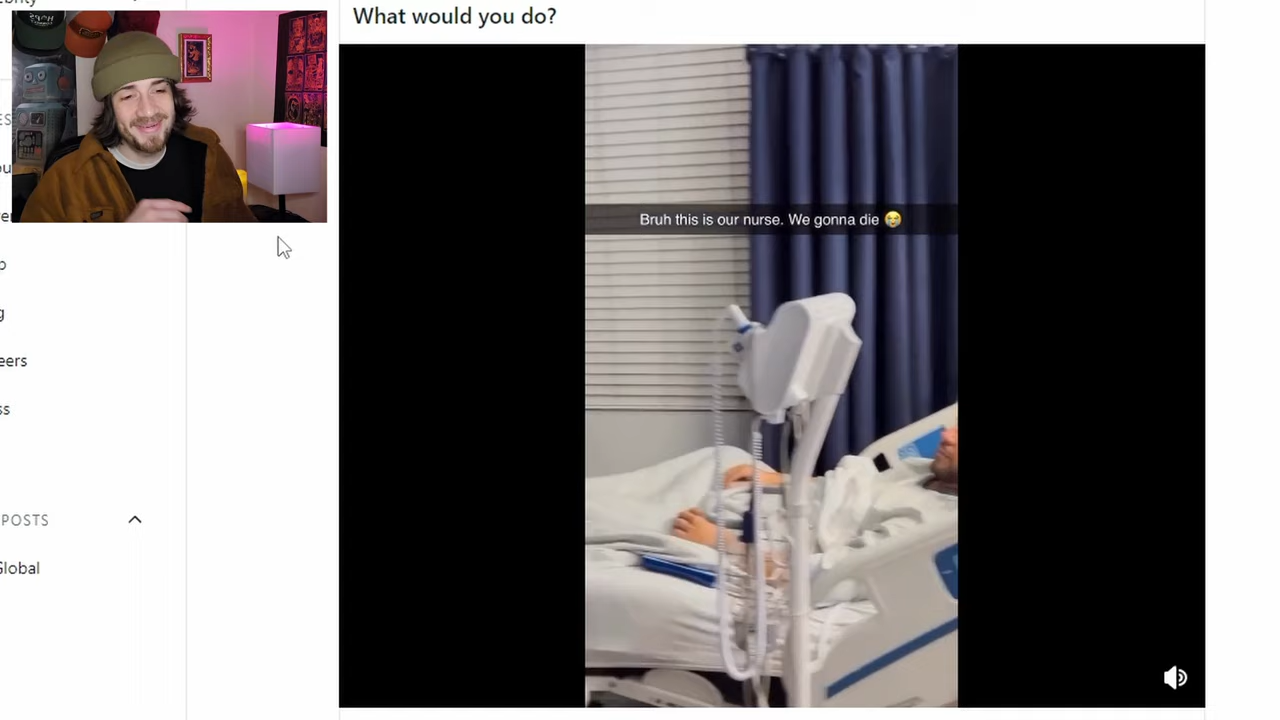 What would you do?
Bruh this is our nurse. We gonna die 😭
eers
POSTS
Global